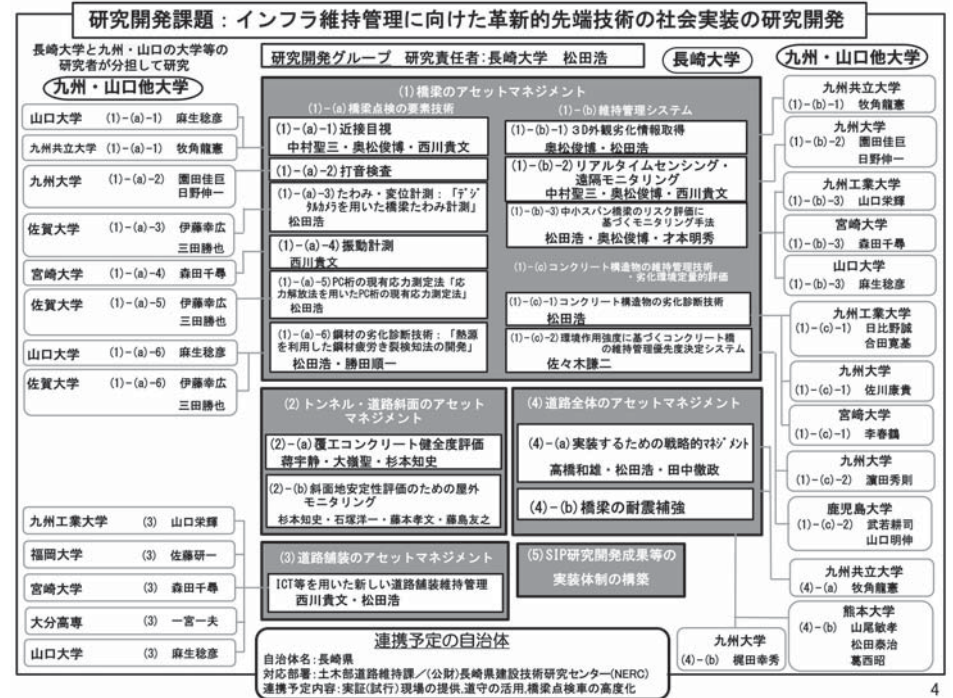 研究開発課題：インフラ維持管理に向けた革新的先端技術の社会実装の研究開発
長崎大学と九州・山口の大学等の
研究者が分担して研究
九州・山口他大学
研究開発グループ 研究責任者：長崎大学 松田浩
長崎大学
九州・山口他大学
山口大学 (1)-(a)-1) 麻生稔彦
九州共立大学 (1)-(a)-1) 牧角龍憲
九州大学 (1)-(a)-2) 園田佳巨
日野伸一
佐賀大学 (1)-(a)-3) 伊藤幸広
三田勝也
宮崎大学 (1)-(a)-4) 森田千尋
佐賀大学 (1)-(a)-5) 伊藤幸広
三田勝也
山口大学 (1)-(a)-6) 麻生稔彦
佐賀大学 (1)-(a)-6) 伊藤幸広
三田勝也
九州工業大学 (3) 山口栄輝
福岡大学 (3) 佐藤研一
宮崎大学 (3) 森田千尋
大分高専 (3) 一宮一夫
山口大学 (3) 麻生稔彦
(1)橋梁のアセットマネジメント
(1)-(a)橋梁点検の要素技術
(1)-(a)-1)近接目視
中村聖三・奥松俊博・西川貴文
(1)-(a)-2)打音検査
(1)-(a)-3)たわみ・変位計測：「デジ
タルカメラを用いた橋梁たわみ計測」
松田浩
(1)-(a)-4)振動計測
西川貴文
(1)-(a)-5)PC桁の現有応力測定法「応
力解放法を用いたPC桁の現有応力測定法」
松田浩
(1)-(a)-6)鋼材の劣化診断技術：「熱源
を利用した鋼材疲労き裂検知法の開発」
松田浩・勝田順一
(1)-(b)維持管理システム
(1)-(b)-1)3D外観劣化情報取得
奥松俊博・松田浩
(1)-(b)-2)リアルタイムセンシング・
遠隔モニタリング
中村聖三・奥松俊博・西川貴文
(1)-(b)-3)中小スパン橋梁のリスク評価に
基づくモニタリング手法
松田浩・奥松俊博・才本明秀
(1)-(c)コンクリート構造物の維持管理技術
・劣化環境定量的評価
(1)-(c)-1)コンクリート構造物の劣化診断技術
松田浩
(1)-(c)-2)環境作用強度に基づくコンクリート橋
の維持管理優先度決定システム
佐々木謙二
(2)トンネル・道路斜面のアセット
マネジメント
(2)-(a)覆工コンクリート健全度評価
蒋宇静・大嶺聖・杉本知史
(2)-(b)斜面地安定性評価のための屋外
モニタリング
杉本知史・石塚洋一・藤本孝文・藤島友之
(3)道路舗装のアセットマネジメント
ICT等を用いた新しい道路舗装維持管理
西川貴文・松田浩
(4)道路全体のアセットマネジメント
(4)-(a)実装するための戦略的マネジメント
高橋和雄・松田浩・田中徹政
(4)-(b)橋梁の耐震補強
(5)SIP研究開発成果等の
実装体制の構築
九州共立大学
(1)-(b)-1) 牧角龍憲
九州大学
(1)-(b)-2) 園田佳巨
日野伸一
九州工業大学
(1)-(b)-3) 山口栄輝
宮崎大学
(1)-(b)-3) 森田千尋
山口大学
(1)-(b)-3) 麻生稔彦
九州工業大学
(1)-(c)-1) 日比野誠
合田寛基
九州大学
(1)-(c)-1) 佐川康貴
宮崎大学
(1)-(c)-1) 李春鶴
九州大学
(1)-(c)-2) 濵田秀則
鹿児島大学
(1)-(c)-2) 武若耕司
山口明伸
九州共立大学
(4)-(a) 牧角龍憲
熊本大学
(4)-(b) 山尾敏孝
松田泰治
葛西昭
九州大学
(4)-(b) 梶田幸秀
連携予定の自治体
自治体名：長崎県
対応部署：土木部道路維持課／(公財)長崎県建設技術研究センター(NERC)
連携予定内容：実証(試行)現場の提供,道守の活用,橋梁点検車の高度化
4